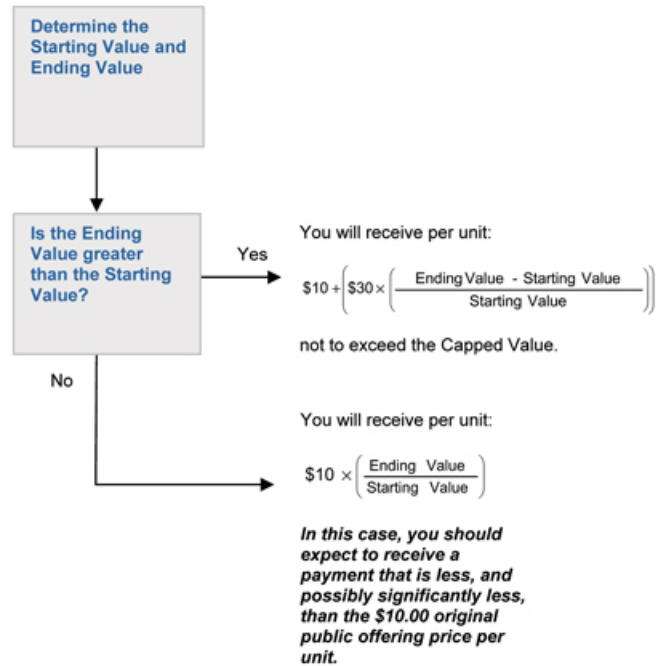 Determine the
Starting Value and
Ending Value
Is the Ending
Value greater
than the Starting
Value?
Yes
You will receive per unit:
$10 + ( $30 × ( Ending Value - Starting Value
Starting Value ) )
not to exceed the Capped Value.
No
You will receive per unit:
$10 × ( Ending Value
Starting Value )
In this case, you should
expect to receive a
payment that is less, and
possibly significantly less,
than the $10.00 original
public offering price per
unit.